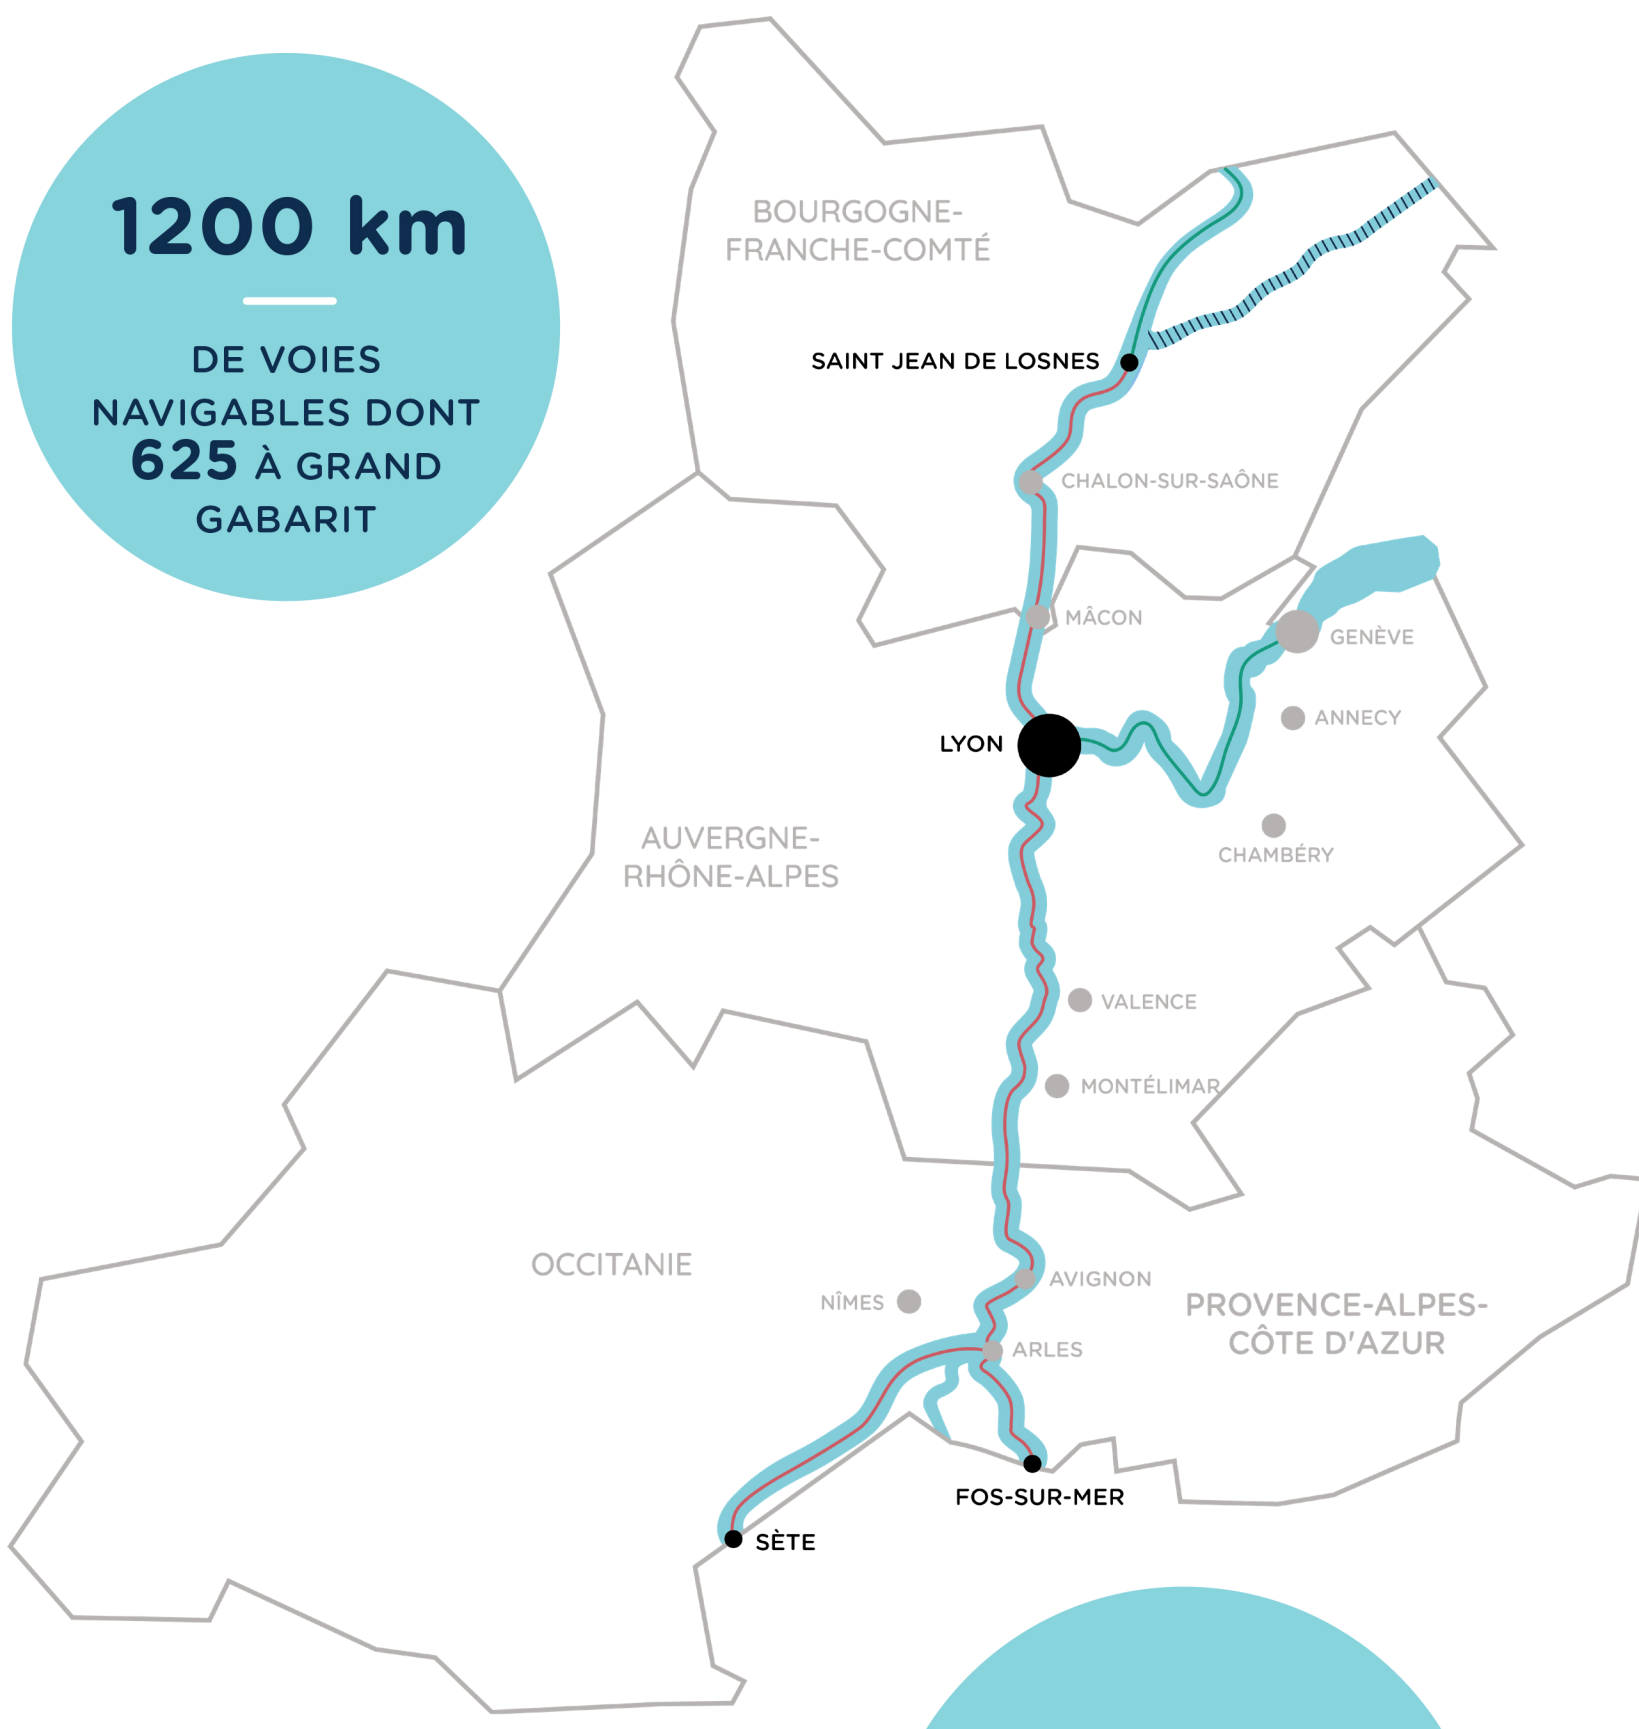 1200 km
DE VOIES
NAVIGABLES DONT
625 À GRAND
GABARIT
BOURGOGNE-
FRANCHE-COMTÉ
SAINT JEAN DE LOSNES
CHALON-SUR-SAÔNE
MÂCON
GENÈVE
ANNECY
LYON
CHAMBÉRY
AUVERGNE-
RHÔNE-ALPES
VALENCE
MONTÉLIMAR
OCCITANIE
NÎMES
AVIGNON
PROVENCE-ALPES-
CÔTE D'AZUR
ARLES
FOS-SUR-MER
SÈTE